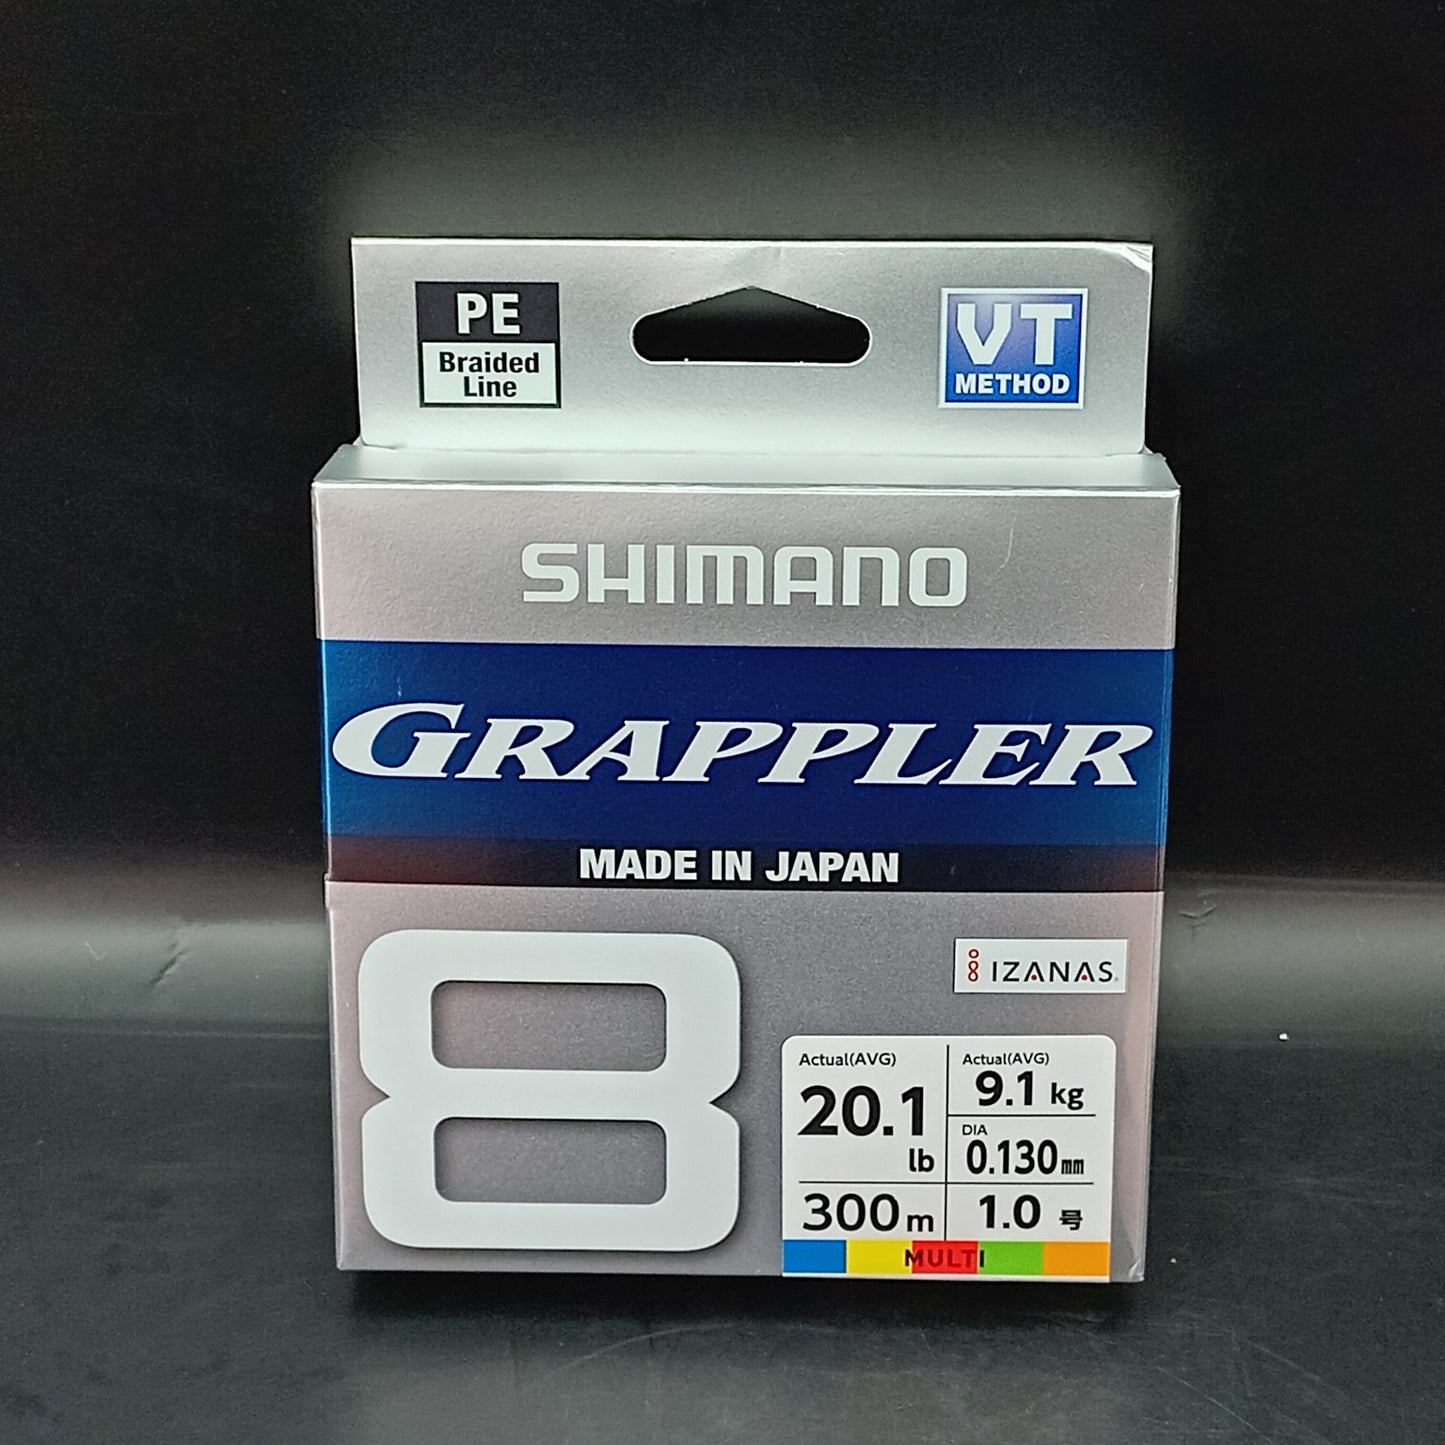 PE
Braided
Line
VT
METHOD
SHIMANO
GRAPPLER
MADE IN JAPAN
8
IZANAS®
Actual(AVG)
20.1
lb
Actual(AVG)
9.1 kg
DIA
0.130mm
300m
1.0 号
MULTI